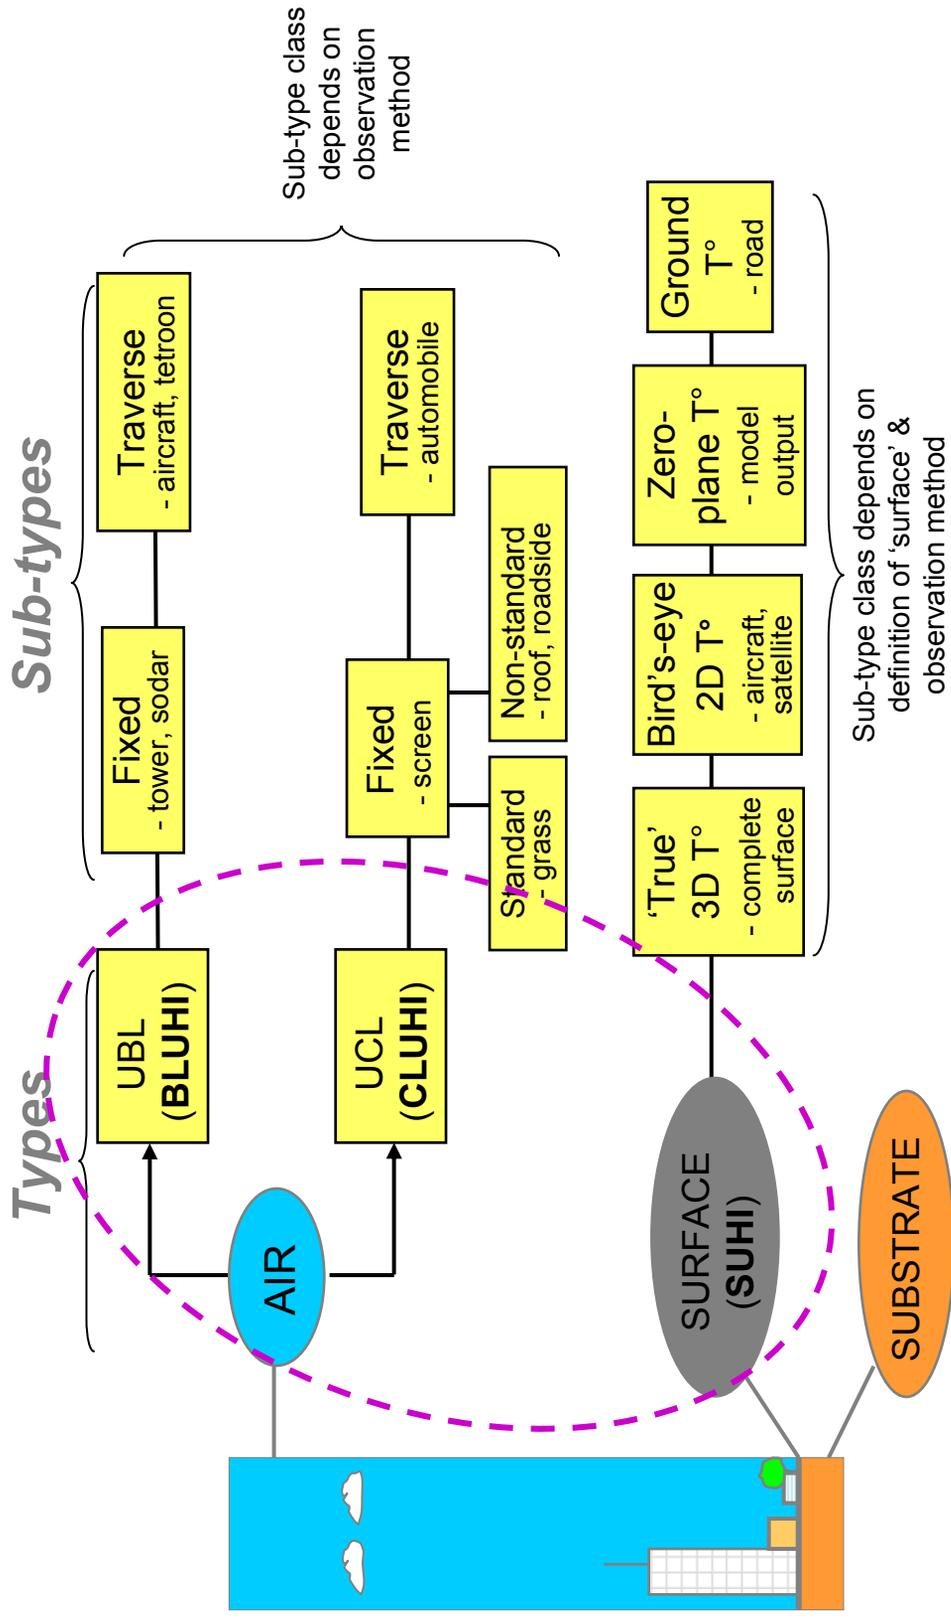 Types
Sub-types
AIR
UBL
(BLUHI)
Fixed
- tower, sodar
Traverse
- aircraft, tetroon
UCL
(CLUHI)
Fixed
- screen
Traverse
- automobile
Standard
- grass
Non-standard
- roof, roadside
Sub-type class
depends on
observation
method
SURFACE
(SUHI)
‘True’
3D T°
- complete
surface
Bird’s-eye
2D T°
- aircraft,
satellite
Zero-
plane T°
- model
output
Ground
T°
- road
SUBSTRATE
Sub-type class depends on
definition of ‘surface’ &
observation method